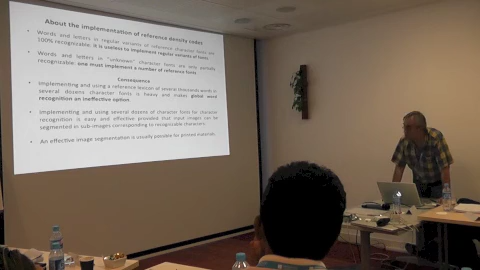 About the implementation of reference densilla codes
• Words and letters in regular variants of reference character fonts are
100% recognizable: it is useless to implement regular variants of fonts
• Words and letters in "unknown" character fonts are only partially
recognizable: one must implement a number of reference fonts
Consequence
• Implementing and using a reference lexicon of several thousands words in
several dozens character fonts is heavy and makes global word
recognition an ineffective option.
• Implementing and using several dozens of character fonts for character
recognition is easy and effective provided that input images can be
segmented in sub-images corresponding to recognizable characters.
• An effective image segmentation is usually possible for printed materials.